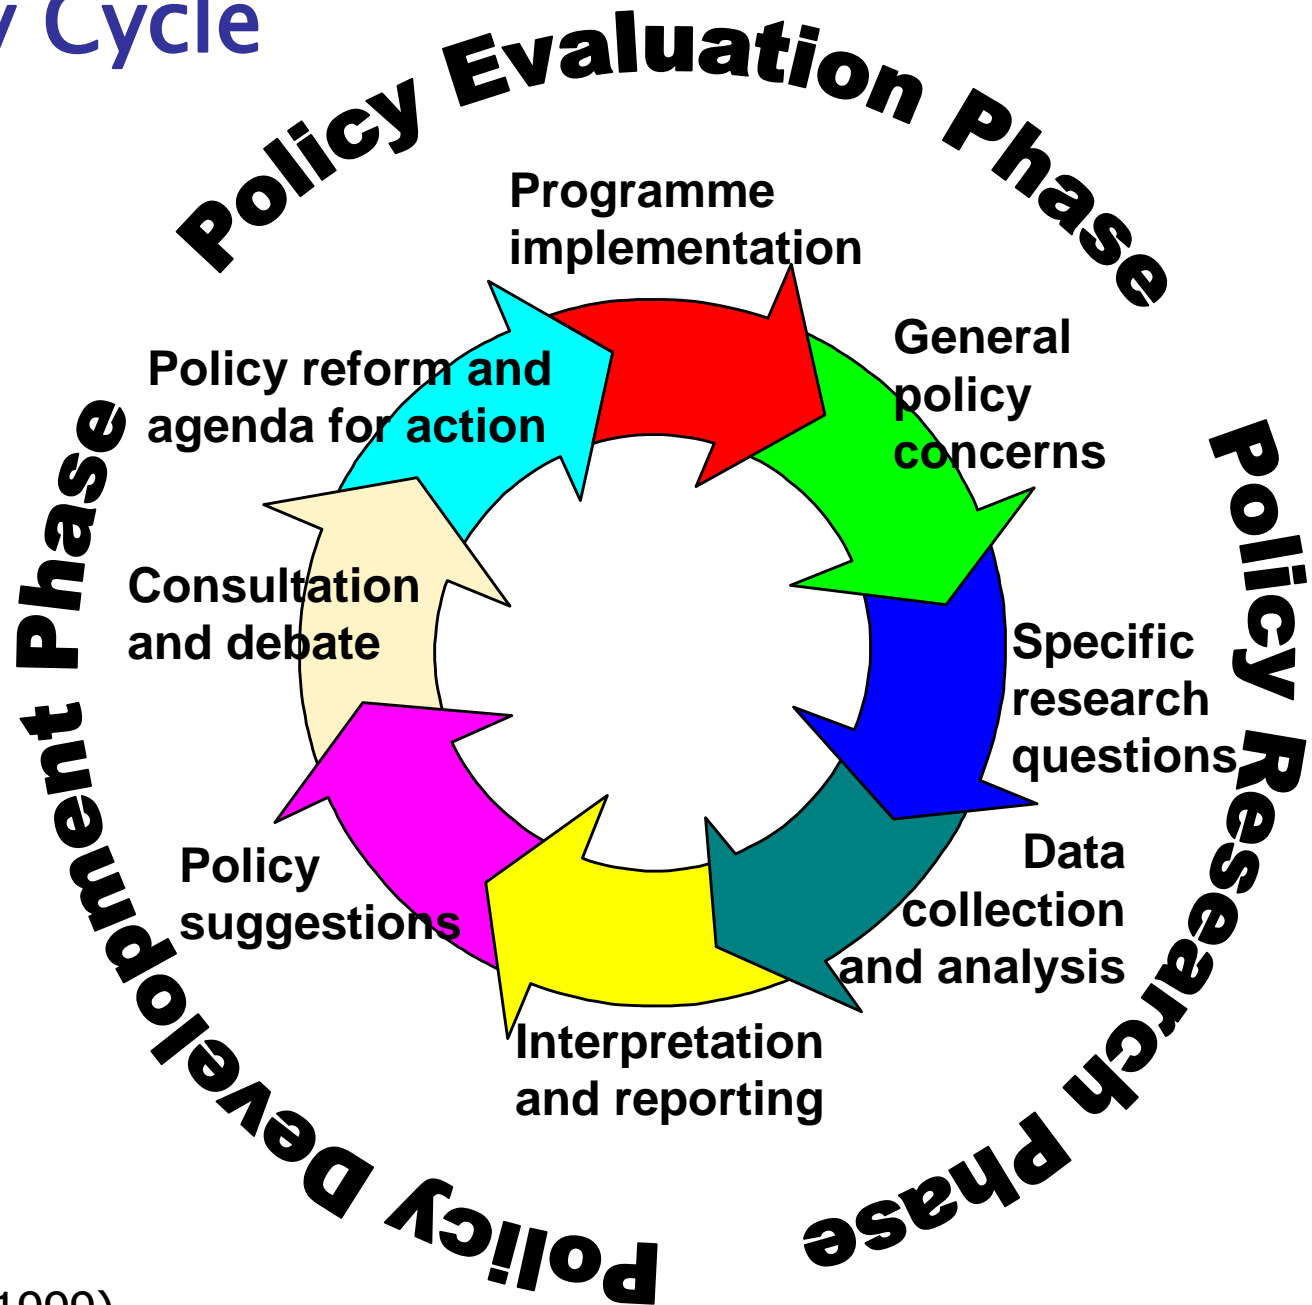 y Cycle
Policy Evaluation Phase
Programme
implementation
General
policy
concerns
Policy reform and
agenda for action
Policy Research Phase
Specific
research
questions
Consultation
and debate
Data
collection
and analysis
Policy
suggestions
Interpretation
and reporting
Policy Development Phase
1999)